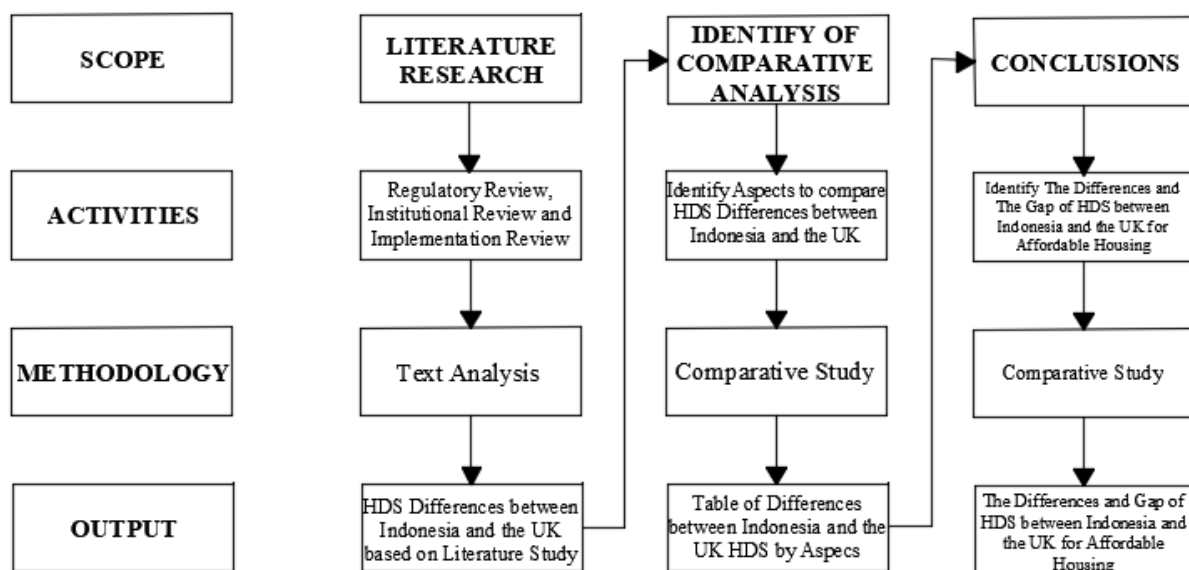 SCOPE
LITERATURE
RESEARCH
IDENTIFY OF
COMPARATIVE
ANALYSIS
CONCLUSIONS
ACTIVITIES
Regulatory Review,
Institutional Review and
Implementation Review
Identify Aspects to compare
HDS Differences between
Indonesia and the UK
Identify The Differences and
The Gap of HDS between
Indonesia and the UK for
Affordable Housing
METHODOLOGY
Text Analysis
Comparative Study
Comparative Study
OUTPUT
HDS Differences between
Indonesia and the UK
based on Literature Study
Table of Differences
between Indonesia and the
UK HDS by Aspecs
The Differences and Gap of
HDS between Indonesia and
the UK for Affordable
Housing